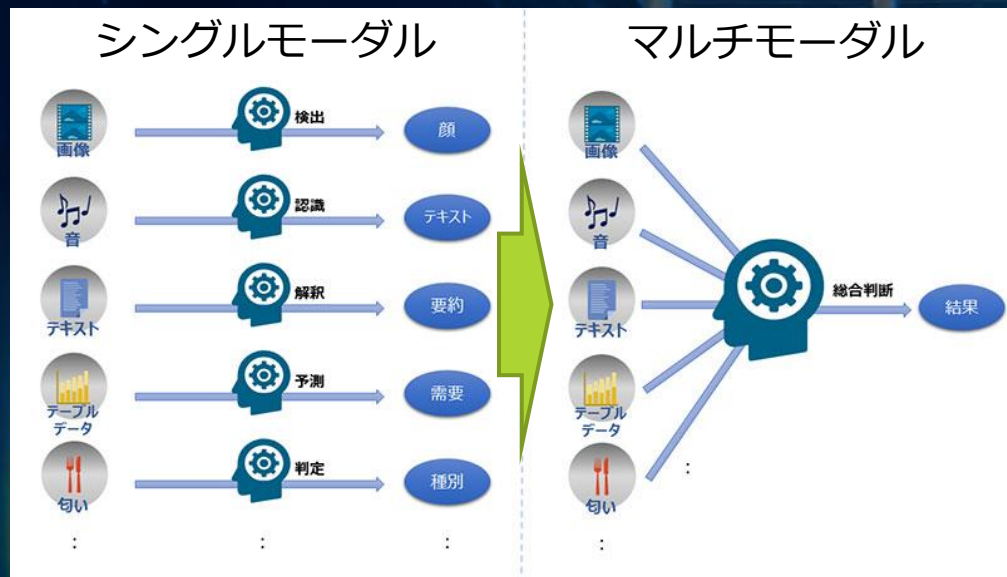 シングルモーダル
画像
検出
顔
音
認識
テキスト
テキスト
解釈
要約
テーブル
データ
予測
需要
匂い
判定
種別
:
:
:
マルチモーダル
画像
音
テキスト
テーブル
データ
匂い
:
:
総合判断
結果